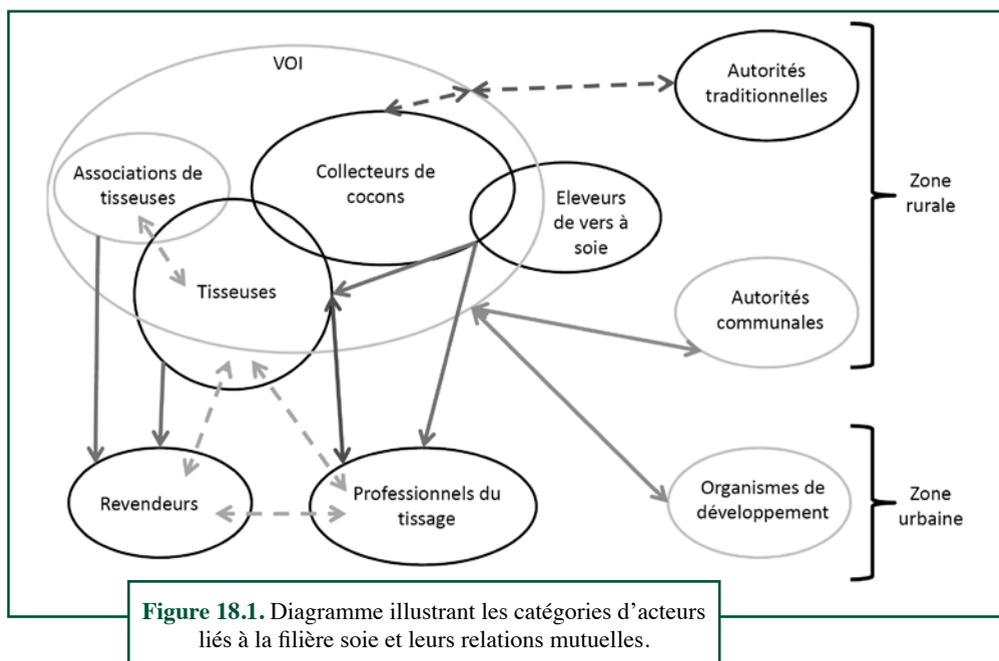 VOI
Autorités
traditionnelles
Associations de
tisseuses
Collecteurs de
cocons
Eleveurs
de vers à
soie
Zone
rurale
Tisseuses
Autorités
communales
Revendeurs
Professionnels du
tissage
Organismes de
développement
Zone
urbaine
Figure 18.1. Diagramme illustrant les catégories d’acteurs
liés à la filière soie et leurs relations mutuelles.